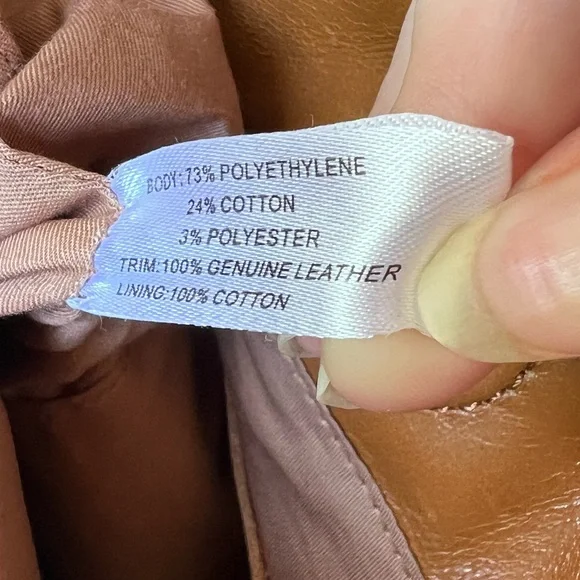 BODY:73% POLYETHYLENE
24% COTTON
3% POLYESTER
TRIM:100% GENUINE LEATHER
LINING:100% COTTON